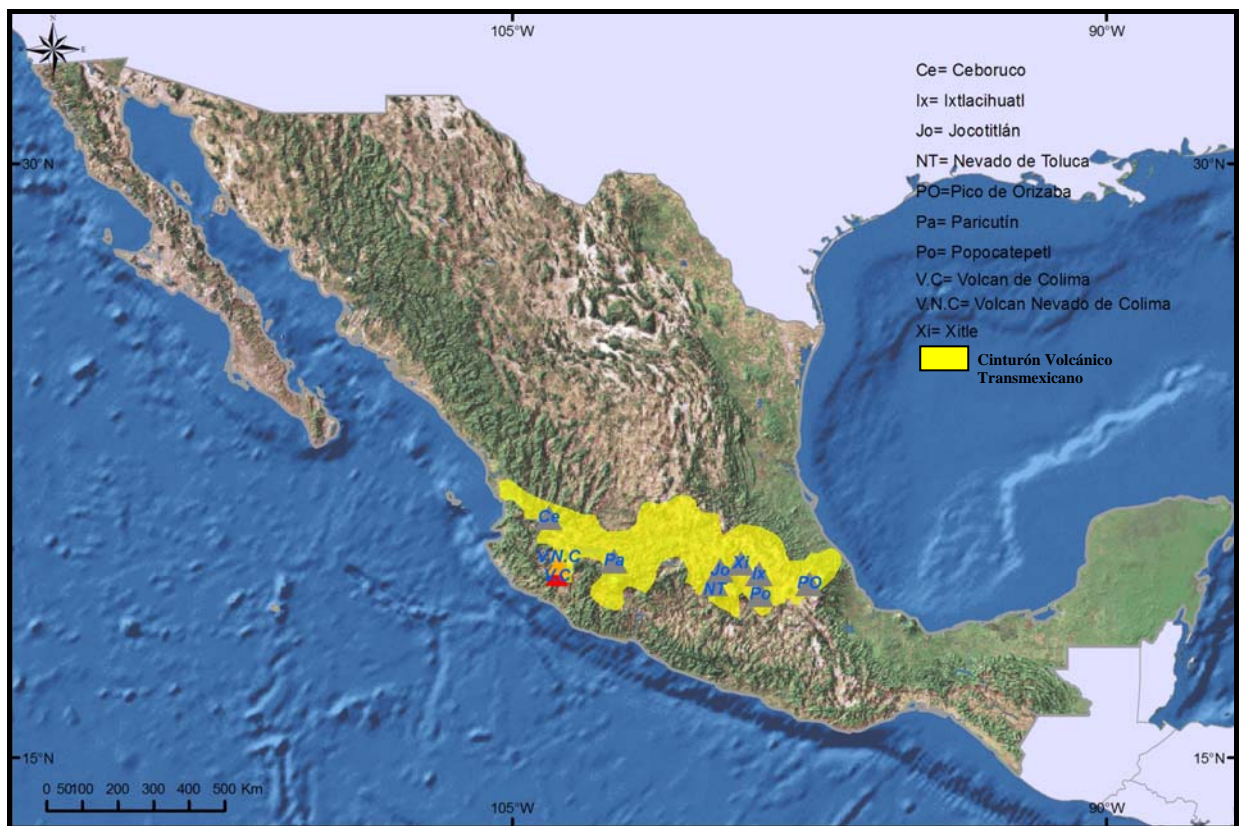 N
E
105°W
90°W
Ce= Ceboruco
Ix= Ixtlacihuatl
Jo= Jocotitlán
30°N
NT= Nevado de Toluca
30°N
PO=Pico de Orizaba
Pa= Paricutín
Po= Popocatepetl
V.C= Volcan de Colima
V.N.C= Volcan Nevado de Colima
Xi= Xitle
Cinturón Volcánico
Transmexicano
Ce
V.N.C
Pa
Xi
Jo
Ix
V.C
NT
Po
PO
15°N
15°N
0 50100 200 300 400 500 Km
105°W
90°W